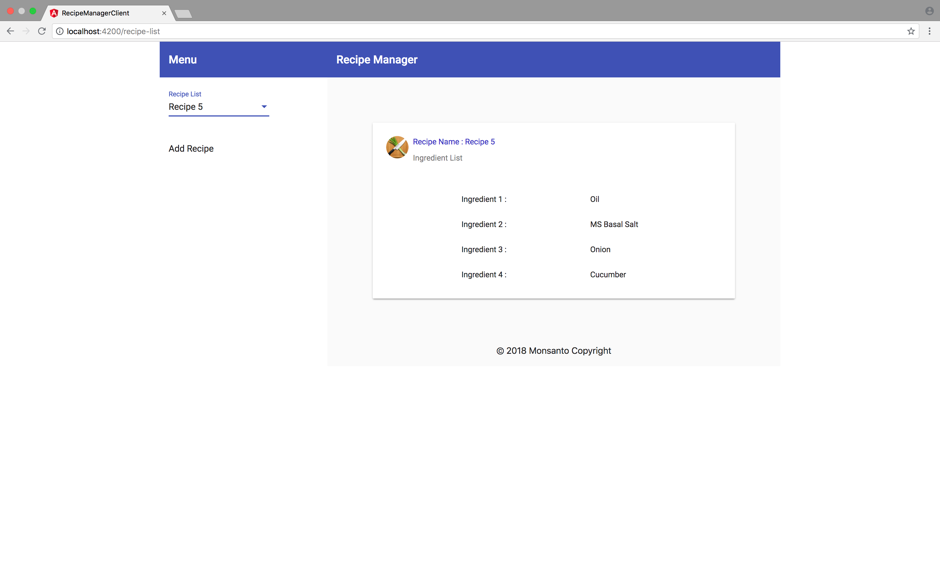 RecipeManagerClient
localhost:4200/recipe-list
Menu
Recipe Manager
Recipe List
Recipe 5
Add Recipe
Recipe Name : Recipe 5
Ingredient List
Ingredient 1 : Oil
Ingredient 2 : MS Basal Salt
Ingredient 3 : Onion
Ingredient 4 : Cucumber
© 2018 Monsanto Copyright